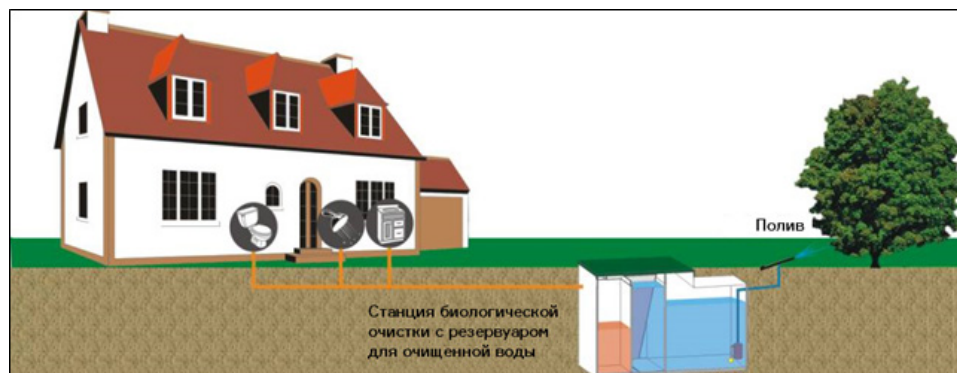 Полив
Станция биологической
очистки с резервуаром
для очищенной воды